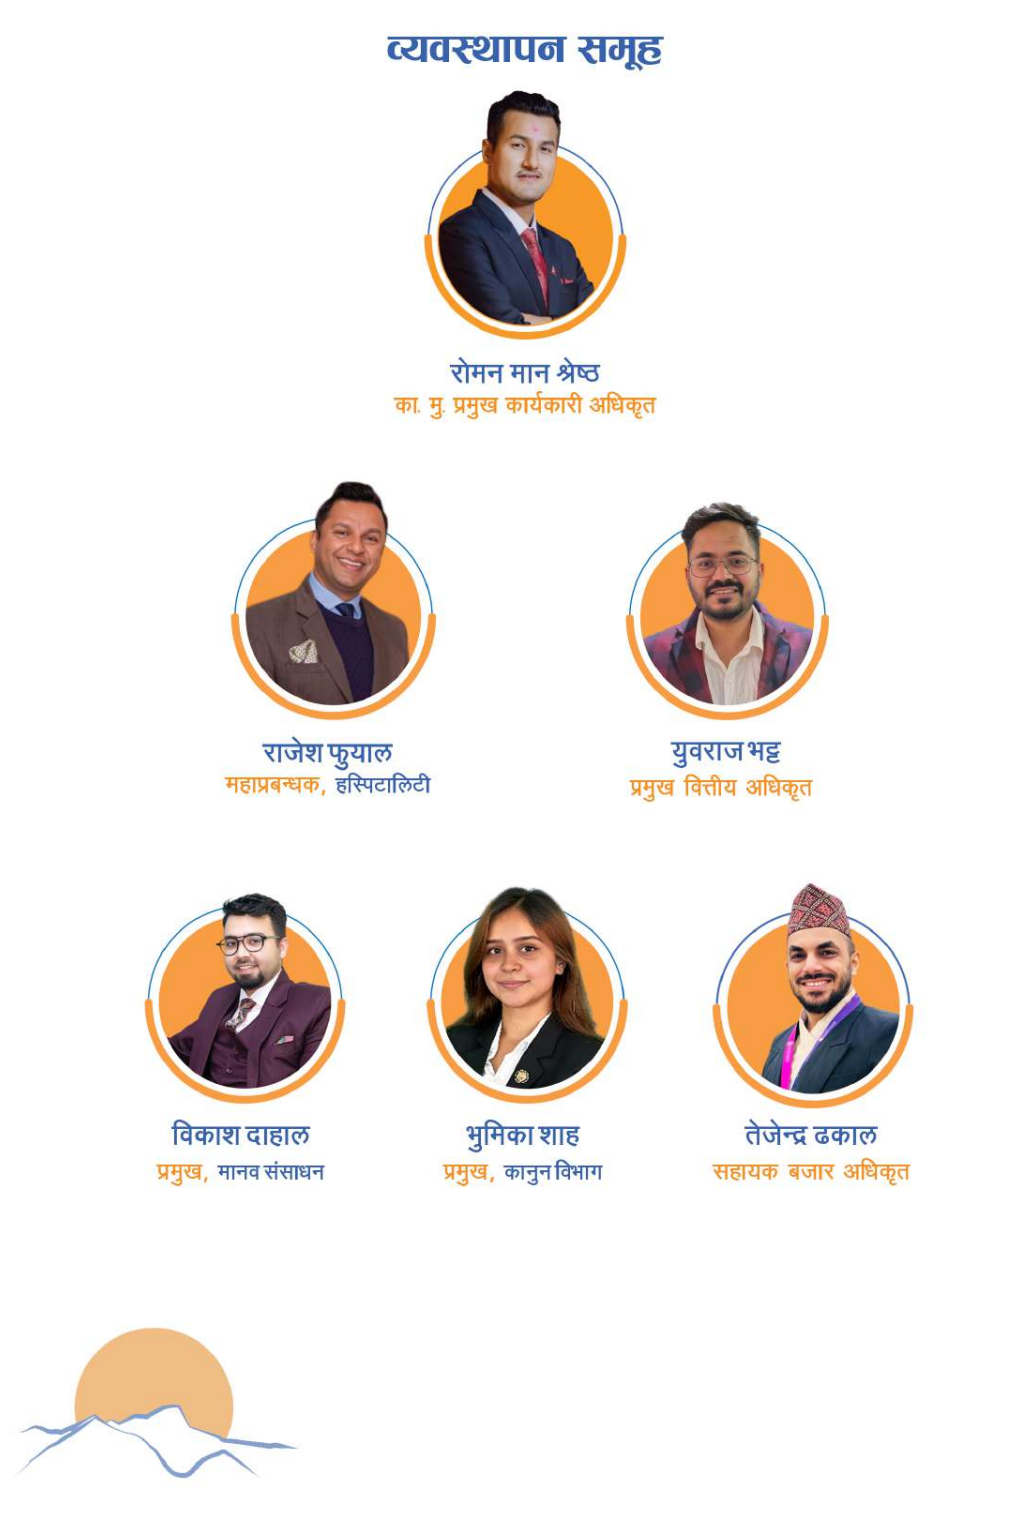 व्यवस्थापन समूह
रोमन मान श्रेष्ठ
का. मु. प्रमुख कार्यकारी अधिकृत
राजेश फुयाल
महाप्रबन्धक, हस्पिटालिटी
युवराज भट्ट
प्रमुख वित्तीय अधिकृत
विकाश दाहाल
प्रमुख, मानव संसाधन
भुमिका शाह
प्रमुख, कानुन विभाग
तेजेन्द्र ढकाल
सहायक बजार अधिकृत